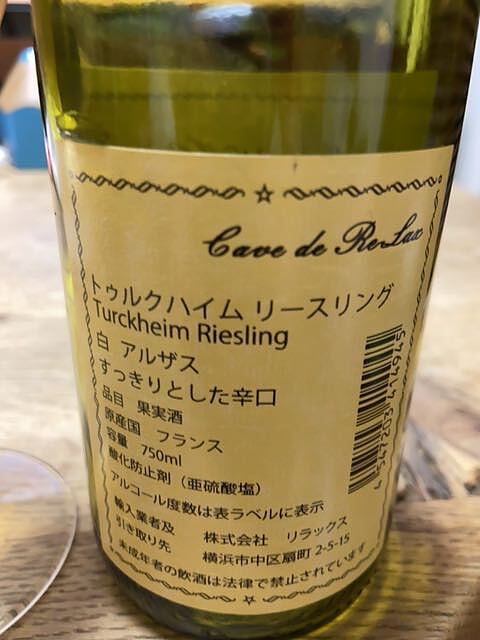 Cave de Re-Lax
トゥルクハイム リースリング
Turckheim Riesling
白 アルザス
すっきりとした辛口
品目 果実酒
原産国 フランス
容量 750ml
酸化防止剤（亜硫酸塩）
アルコール度数は表ラベルに表示
輸入業者及 株式会社 リラックス
引き取り先 横浜市中区扇町 2-5-15
未成年者の飲酒は法律で禁止されています
4 547203 414945